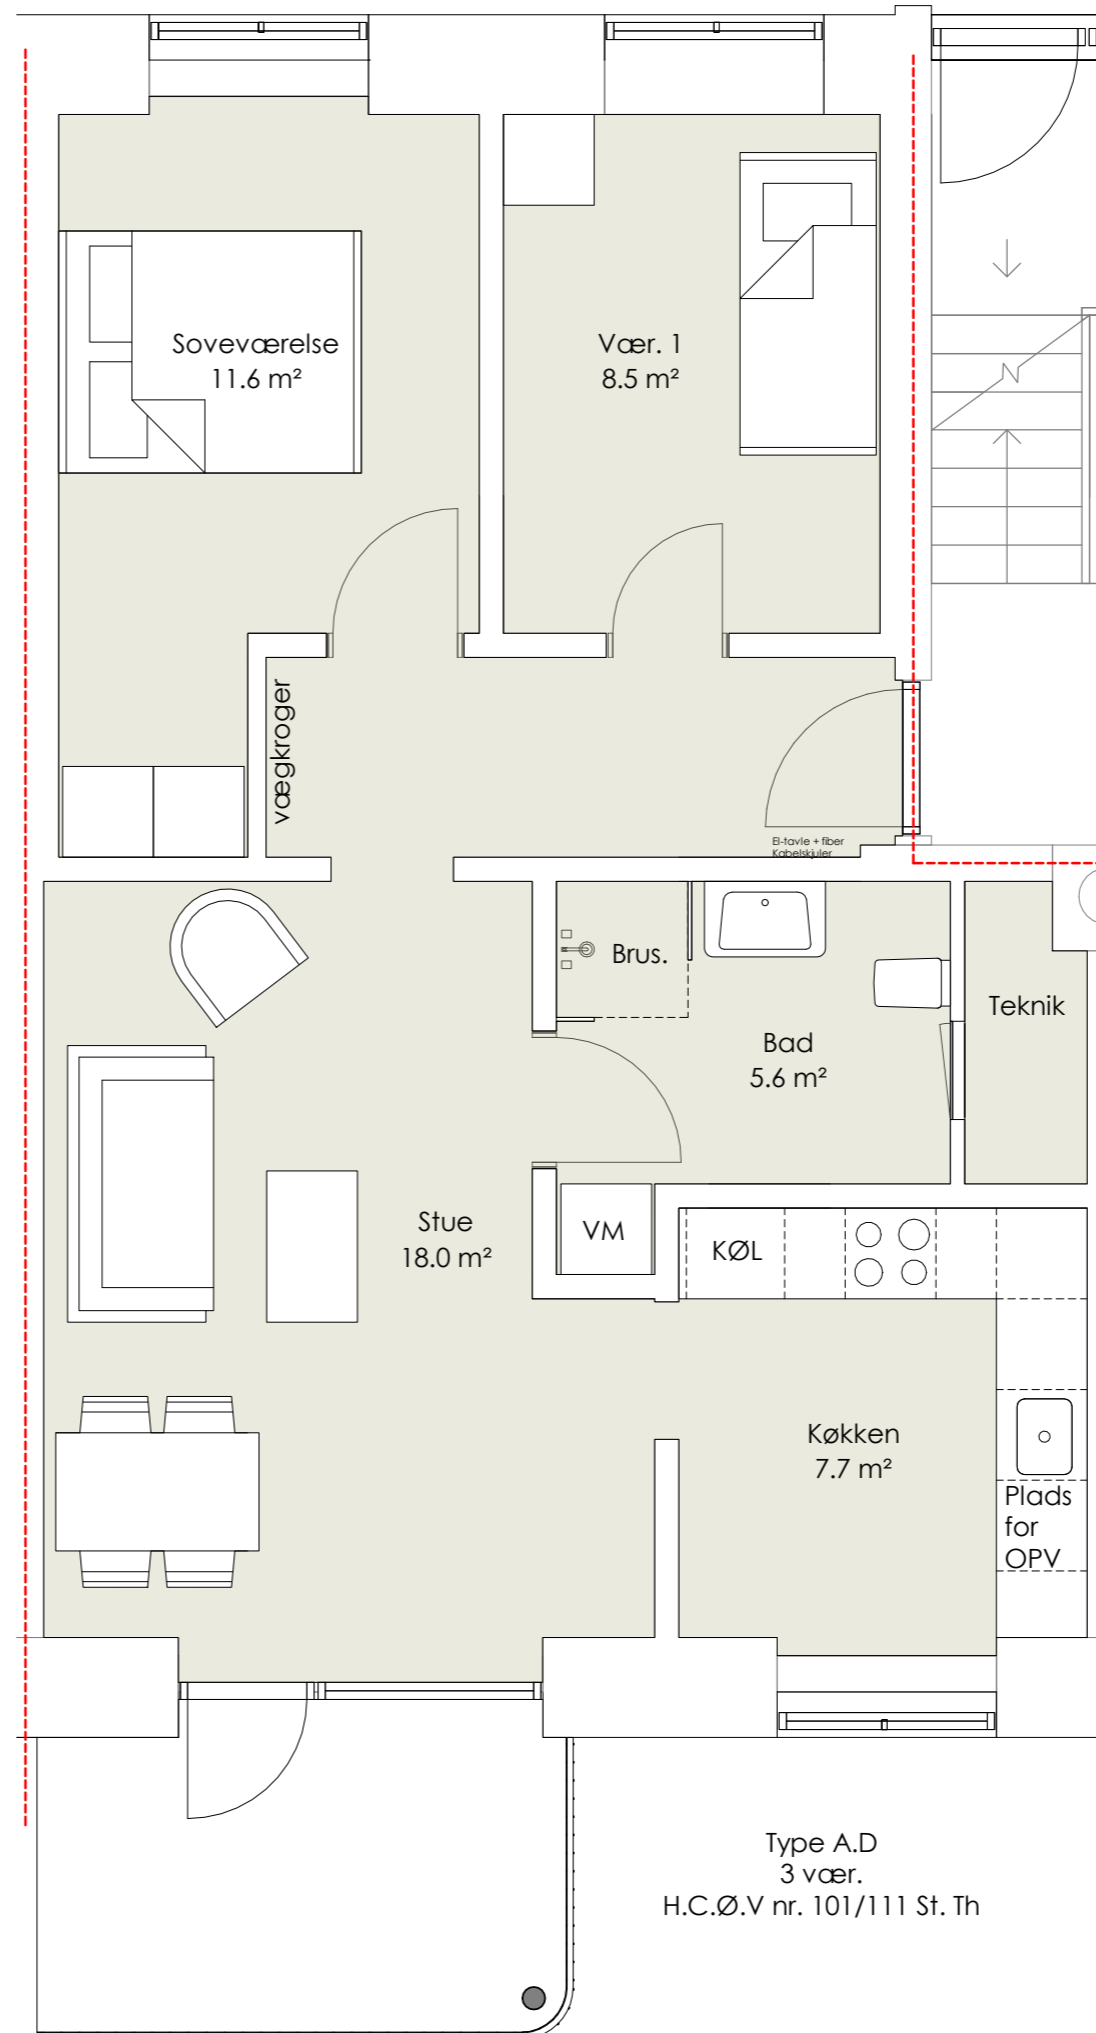 Soveværelse
11.6 m²
Vær. 1
8.5 m²
vægkroger
El-tavle + fiber
Kabelskjuler
Brus.
Teknik
Bad
5.6 m²
Stue
18.0 m²
VM
KØL
Køkken
7.7 m²
Plads
for
OPV
Type A.D
3 vær.
H.C.Ø.V nr. 101/111 St. Th